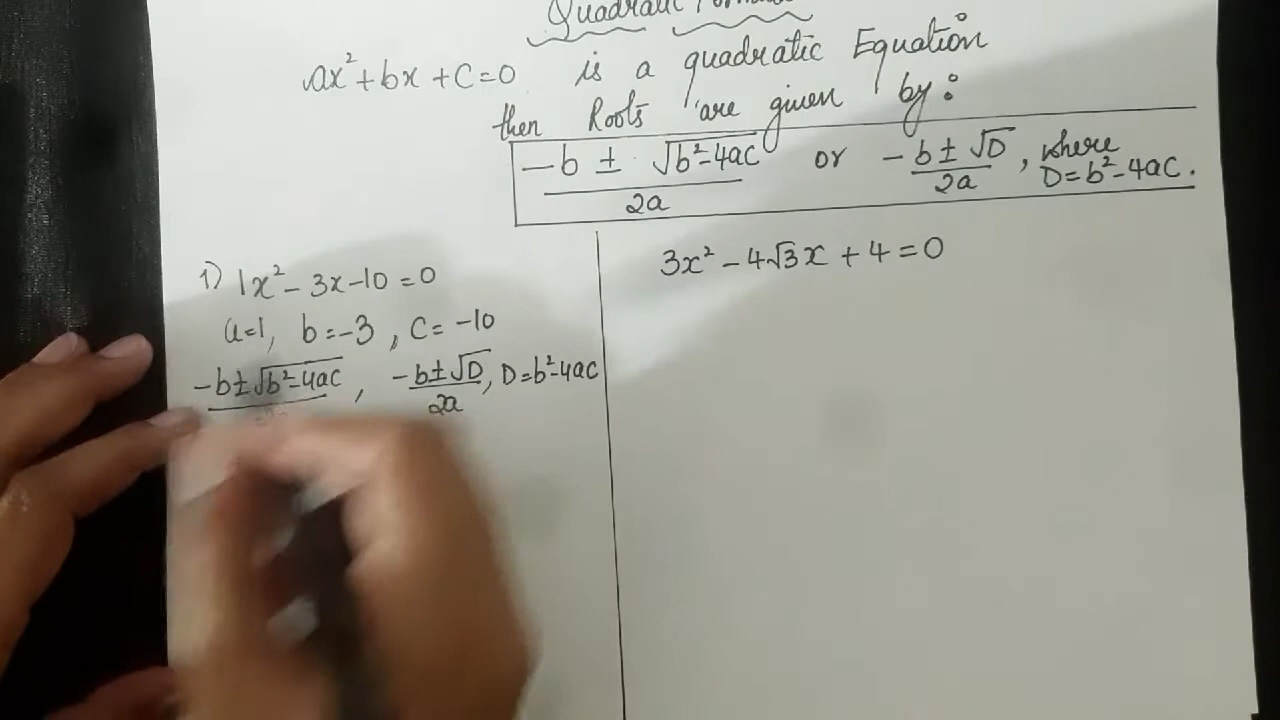 Quadratic
ax²+bx+c=0 is a quadratic Equation
then Roots are given by:
-b ± √b²-4ac / 2a or -b ± √D / 2a, where D=b²-4ac.
1) 1x²-3x-10=0
a=1, b=-3, c=-10
-b±√b²-4ac, -b±√D / 2a, D=b²-4ac
3x²-4√3x+4=0